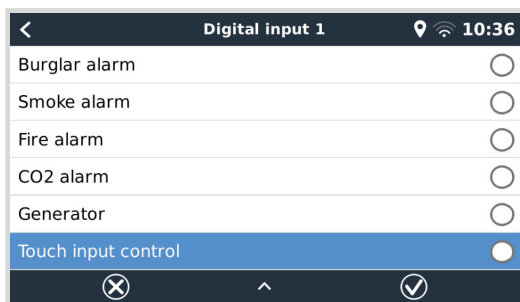 Digital input 1 10:36
Burglar alarm
Smoke alarm
Fire alarm
CO2 alarm
Generator
Touch input control